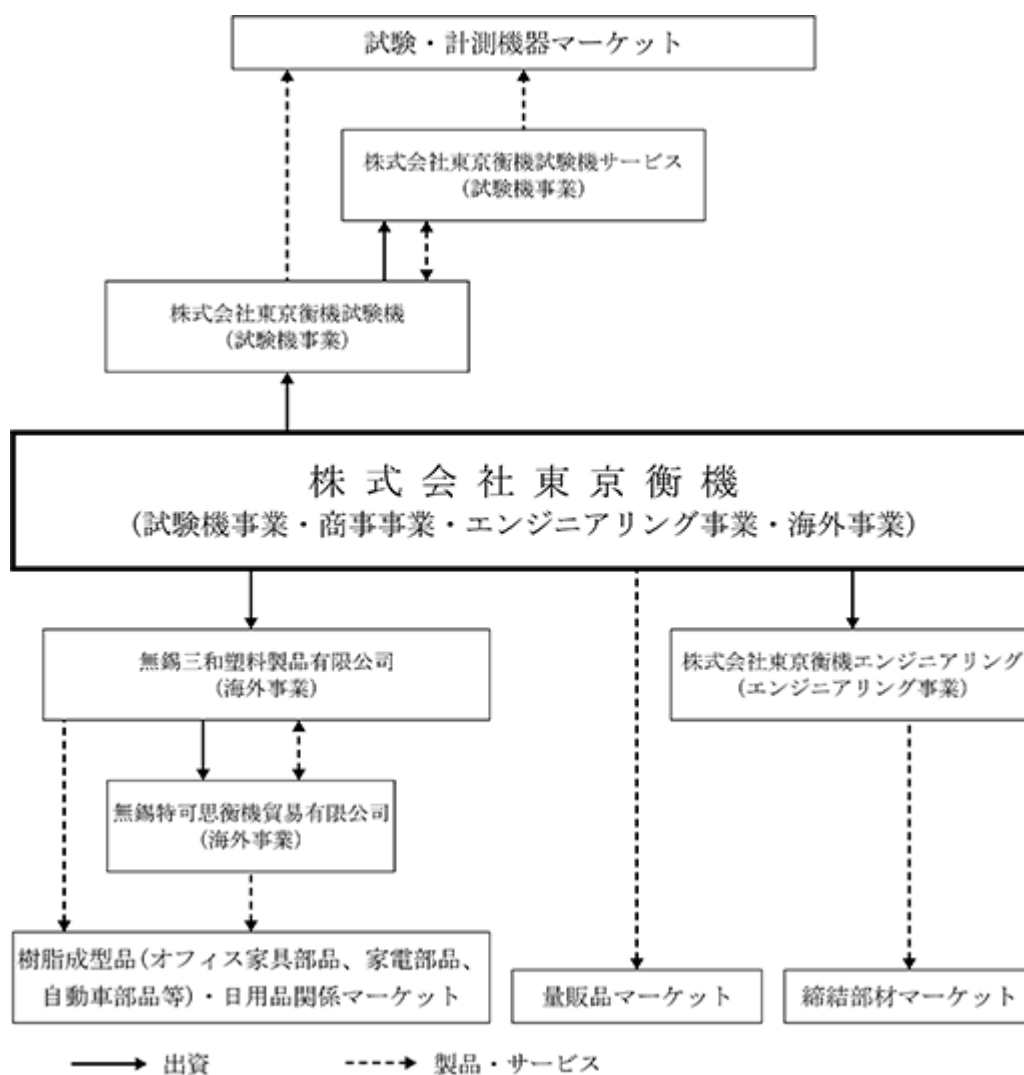 試験・計測機器マーケット
株式会社東京衡機試験機サービス
(試験機事業)
株式会社東京衡機試験機
(試験機事業)
株式会社東京衡機
(試験機事業・商事事業・エンジニアリング事業・海外事業)
無錫三和塑料製品有限公司
(海外事業)
株式会社東京衡機エンジニアリング
(エンジニアリング事業)
無錫特可思衡機貿易有限公司
(海外事業)
樹脂成型品(オフィス家具部品、家電部品、
自動車部品等)・日用品関係マーケット
量販品マーケット
締結部材マーケット
出資
製品・サービス